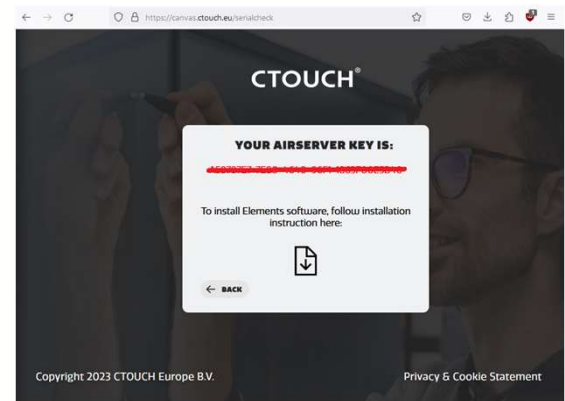 https://canvas.ctouch.eu/serialcheck
CTOUCH®
YOUR AIRSERVER KEY IS:
To install Elements software, follow installation
instruction here:
← BACK
Copyright 2023 CTOUCH Europe B.V.
Privacy & Cookie Statement